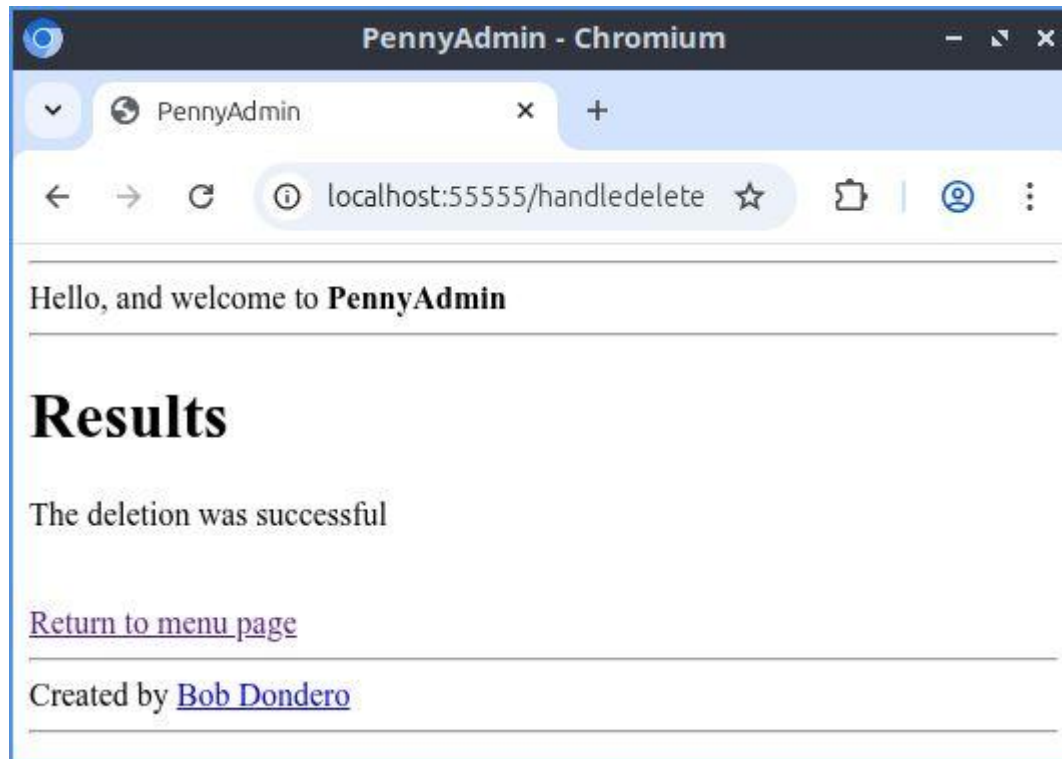 PennyAdmin - Chromium
PennyAdmin
localhost:55555/handledelete
Hello, and welcome to PennyAdmin
Results
The deletion was successful
Return to menu page
Created by Bob Dondero